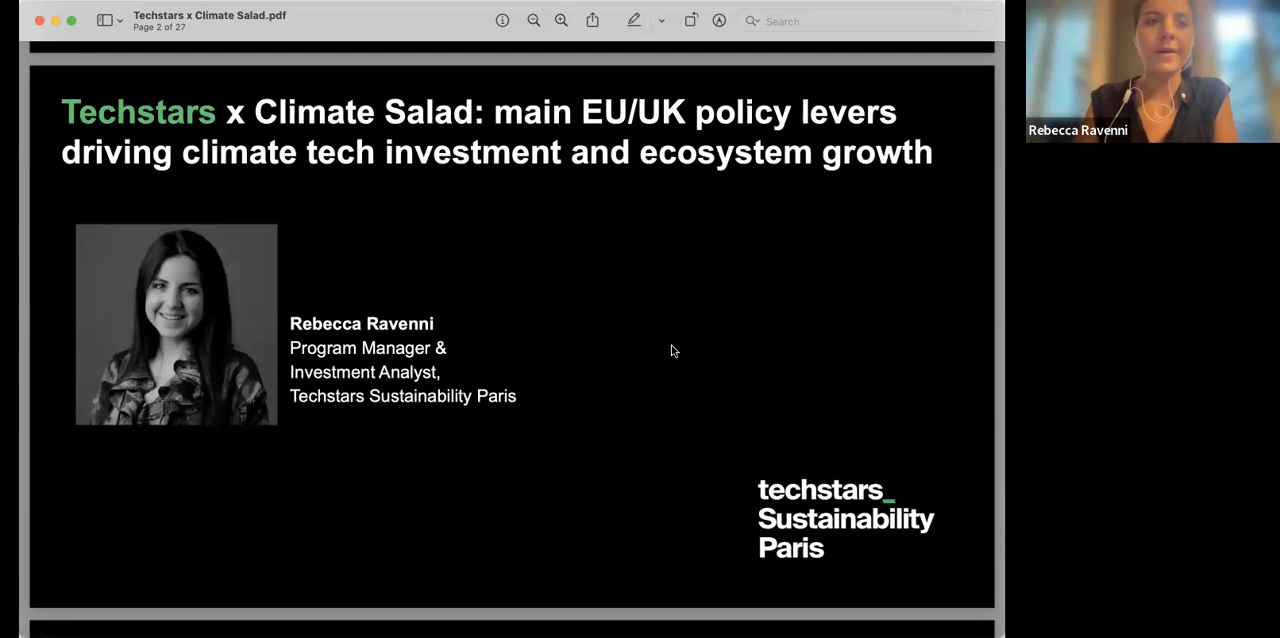 Techstars x Climate Salad.pdf
Page 2 of 27
Search
Techstars x Climate Salad: main EU/UK policy levers
driving climate tech investment and ecosystem growth
Rebecca Ravenni
Program Manager &
Investment Analyst,
Techstars Sustainability Paris
techstars_
Sustainability
Paris
Rebecca Ravenni